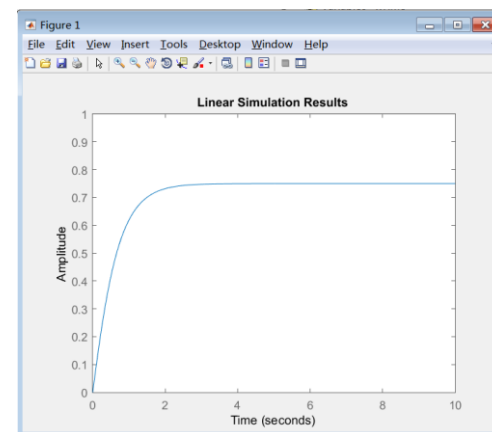 Figure 1
File Edit View Insert Tools Desktop Window Help
Linear Simulation Results
1
0.9
0.8
0.7
0.6
0.5
0.4
0.3
0.2
0.1
0
Amplitude
0 2 4 6 8 10
Time (seconds)